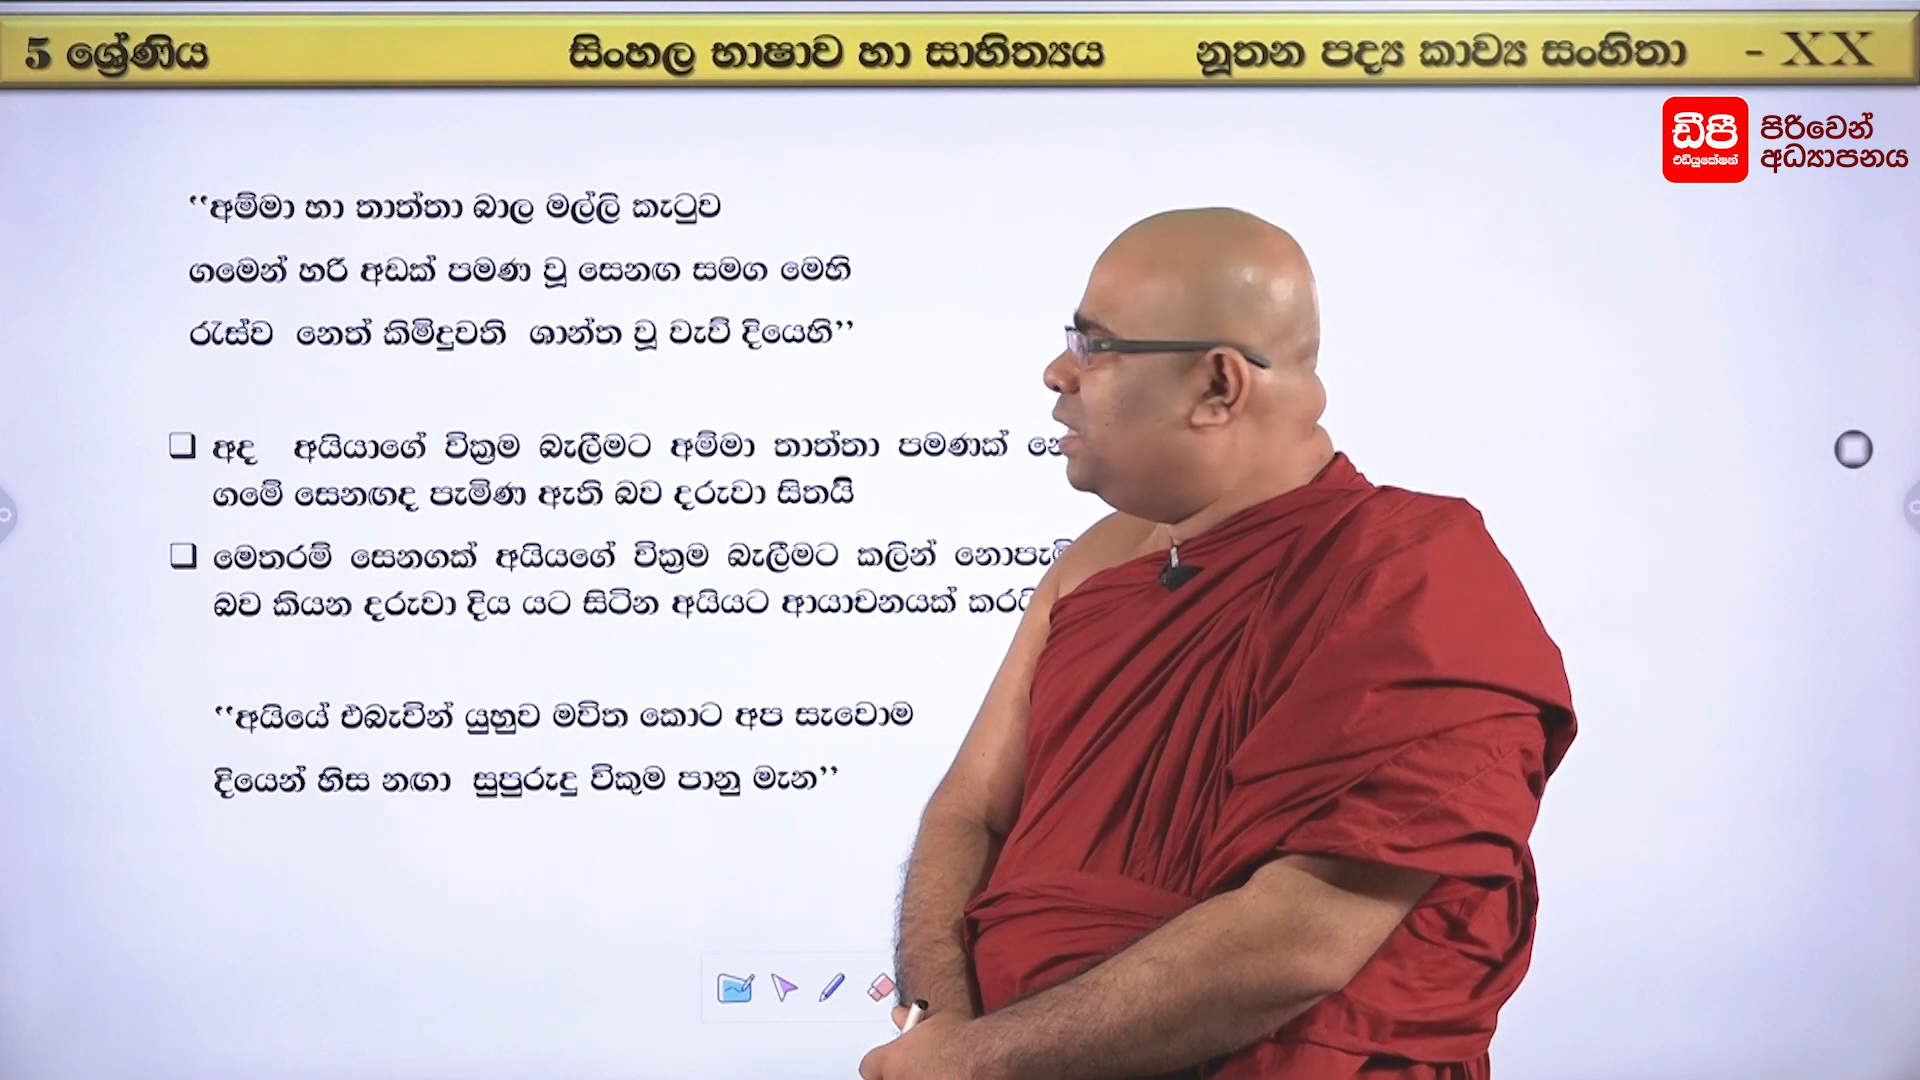 5 ශ්‍රේණිය සිංහල භාෂාව හා සාහිත්‍යය නූතන පද්‍ය කාව්‍ය සංහිතා - XX
ඩීපී
එඩියුකේෂන්
පිරිවෙන්
අධ්‍යාපනය
“අම්මා හා තාත්තා බාල මල්ලි කැටුව
ගමෙන් හරි අඩක් පමණ වූ සෙනඟ සමග මෙහි
රැස්ව නෙත් කිමිදුවති ශාන්ත වූ වැව් දියෙහි”
❑ අද අයියාගේ වික්‍රම බැලීමට අම්මා තාත්තා පමණක්
ගමේ සෙනඟද පැමිණ ඇති බව දරුවා සිතයි
❑ මෙතරම් සෙනගක් අයියගේ වික්‍රම බැලීමට කලින්
බව කියන දරුවා දිය යට සිටින අයියට ආයාචනයක්
“අයියේ එබැවින් යුහුව මවිත කොට අප සැවොම
දියෙන් හිස නඟා සුපුරුදු විකුම පානු මැන”